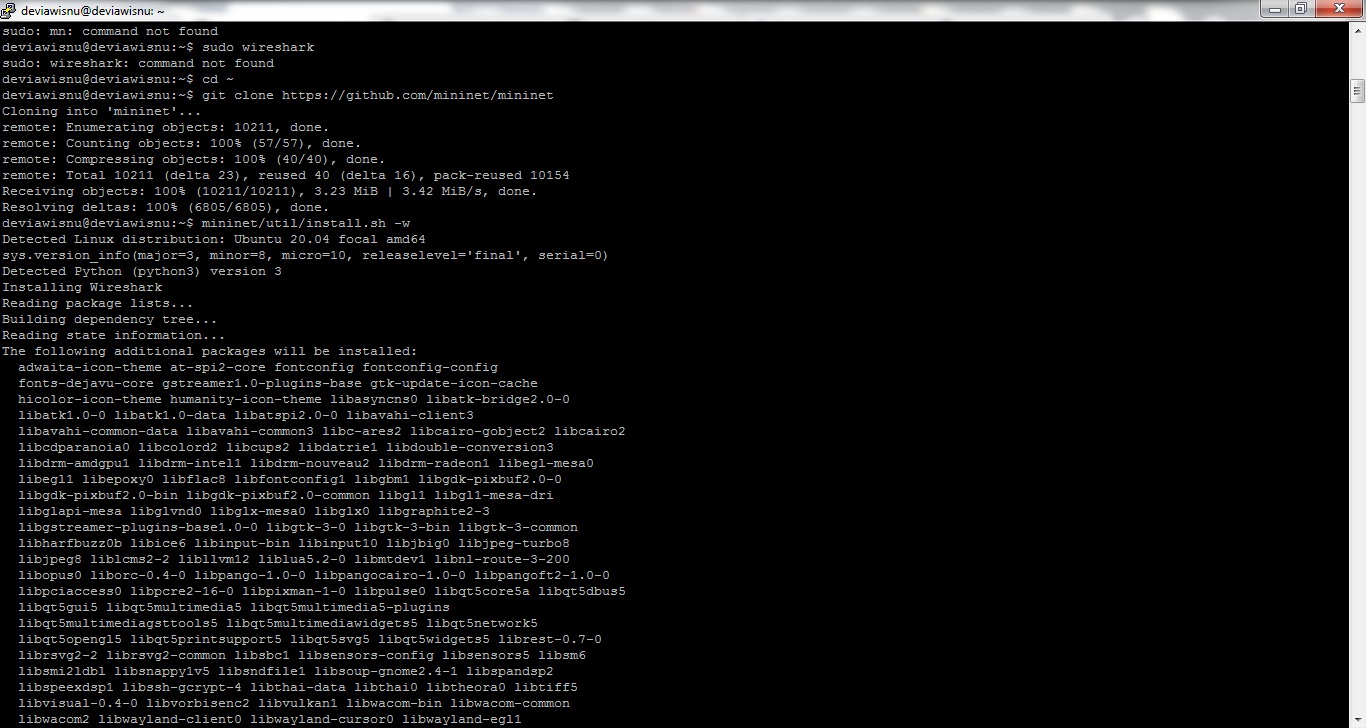 deviawisnu@deviawisnu: ~
sudo: mn: command not found
deviawisnu@deviawisnu:~$ sudo wireshark
sudo: wireshark: command not found
deviawisnu@deviawisnu:~$ cd ~
deviawisnu@deviawisnu:~$ git clone https://github.com/mininet/mininet
Cloning into 'mininet'...
remote: Enumerating objects: 10211, done.
remote: Counting objects: 100% (57/57), done.
remote: Compressing objects: 100% (40/40), done.
remote: Total 10211 (delta 23), reused 40 (delta 16), pack-reused 10154
Receiving objects: 100% (10211/10211), 3.23 MiB | 3.42 MiB/s, done.
Resolving deltas: 100% (6805/6805), done.
deviawisnu@deviawisnu:~$ mininet/util/install.sh -w
Detected Linux distribution: Ubuntu 20.04 focal amd64
sys.version_info(major=3, minor=8, micro=10, releaselevel='final', serial=0)
Detected Python (python3) version 3
Installing Wireshark
Reading package lists...
Building dependency tree...
Reading state information...
The following additional packages will be installed:
  adwaita-icon-theme at-spi2-core fontconfig fontconfig-config
  fonts-dejavu-core gstreamer1.0-plugins-base gtk-update-icon-cache
  hicolor-icon-theme humanity-icon-theme libasyncns0 libatk-bridge2.0-0
  libatk1.0-0 libatk1.0-data libatspi2.0-0 libavahi-client3
  libavahi-common-data libavahi-common3 libc-ares2 libcairo-gobject2 libcairo2
  libcdparanoia0 libcolord2 libcups2 libdatrie1 libdouble-conversion3
  libdrm-amdgpu1 libdrm-intel1 libdrm-nouveau2 libdrm-radeon1 libegl-mesa0
  libegl1 libepoxy0 libflac8 libfontconfig1 libgbm1 libgdk-pixbuf2.0-0
  libgdk-pixbuf2.0-bin libgdk-pixbuf2.0-common libgl1 libgl1-mesa-dri
  libglapi-mesa libglvnd0 libglx-mesa0 libglx0 libgraphite2-3
  libgstreamer-plugins-base1.0-0 libgtk-3-0 libgtk-3-bin libgtk-3-common
  libharfbuzz0b libice6 libinput-bin libinput10 libjbig0 libjpeg-turbo8
  libjpeg8 liblcms2-2 libllvm12 liblua5.2-0 libmtdev1 libnl-route-3-200
  libopus0 liborc-0.4-0 libpango-1.0-0 libpangocairo-1.0-0 libpangoft2-1.0-0
  libpciaccess0 libpcre2-16-0 libpixman-1-0 libpulse0 libqt5core5a libqt5dbus5
  libqt5gui5 libqt5multimedia5 libqt5multimedia5-plugins
  libqt5multimediagsttools5 libqt5multimediawidgets5 libqt5network5
  libqt5opengl5 libqt5printsupport5 libqt5svg5 libqt5widgets5 librest-0.7-0
  librsvg2-2 librsvg2-common libsbc1 libsensors-config libsensors5 libsm6
  libsmi2ldbl libsnappy1v5 libsndfile1 libsoup-gnome2.4-1 libspandsp2
  libspeexdsp1 libssh-gcrypt-4 libthai-data libthai0 libtheora0 libtiff5
  libvisual-0.4-0 libvorbisenc2 libvulkan1 libwacom-bin libwacom-common
  libwacom2 libwayland-client0 libwayland-cursor0 libwayland-egl1